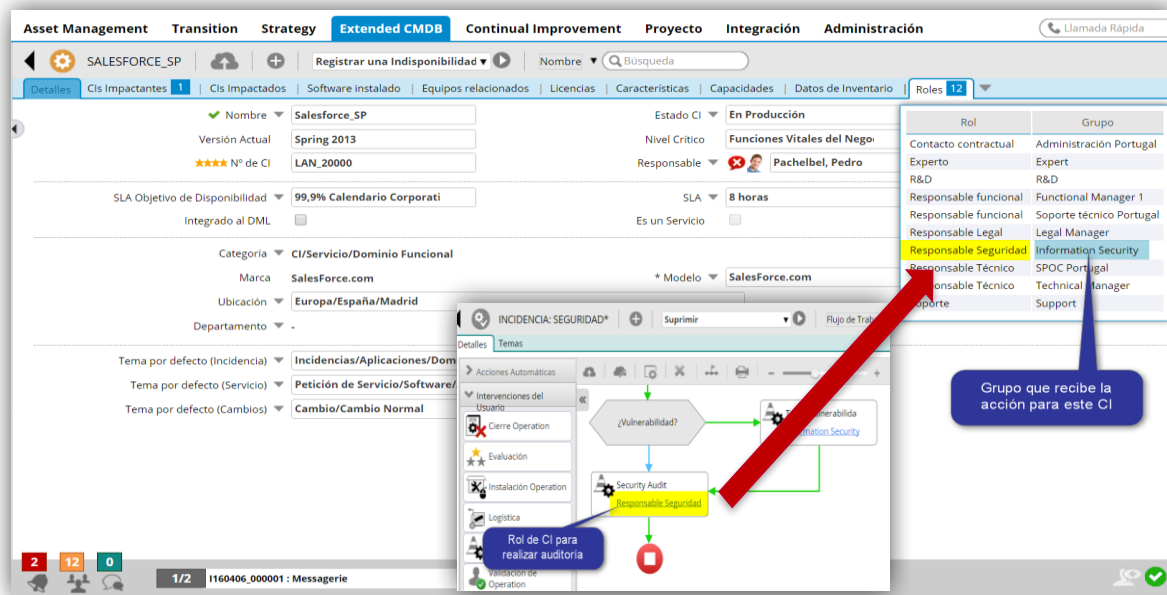 Asset Management Transition Strategy Extended CMDB Continual Improvement Proyecto Integración Administración Llamada Rápida
SALESFORCE_SP Registrar una Indisponibilidad Nombre Búsqueda
Detalles CIs Impactantes 1 | CIs Impactados | Software instalado | Equipos relacionados | Licencias | Características | Capacidades | Datos de Inventario | Roles 12
Nombre Salesforce_SP Estado CI En Producción
Versión Actual Spring 2013 Nivel Crítico Funciones Vitales del Nego
Nº de CI LAN_20000 Responsable Pachelbel, Pedro
SLA Objetivo de Disponibilidad 99,9% Calendario Corporati SLA 8 horas
Integrado al DML Es un Servicio
Categoría CI/Servicio/Dominio Funcional
Marca SalesForce.com * Modelo SalesForce.com
Ubicación Europa/España/Madrid
Departamento -
Tema por defecto (Incidencia) Incidencias/Aplicaciones/Dom
Tema por defecto (Servicio) Petición de Servicio/Software/
Tema por defecto (Cambios) Cambio/Cambio Normal
Rol Grupo
Contacto contractual Administración Portugal
Experto Expert
R&D R&D
Responsable funcional Functional Manager 1
Responsable funcional Soporte técnico Portugal
Responsable Legal Legal Manager
Responsable Seguridad Information Security
Responsable Técnico SPOC Portugal
Técnico Technical Manager
Support
Grupo que recibe la
acción para este CI
INCIDENCIA: SEGURIDAD* Suprimir Flujo de
Detalles Temas
Acciones Automáticas
Intervenciones del
Usuario
Cierre Operation
Evaluación
Instalación Operation
Logística
Validación de
Operation
¿Vulnerabilidad?
Security
Security Audit
Responsable Seguridad
Rol de CI para
realizar auditoria
2 12 0
1/2 I160406_000001 : Messagerie